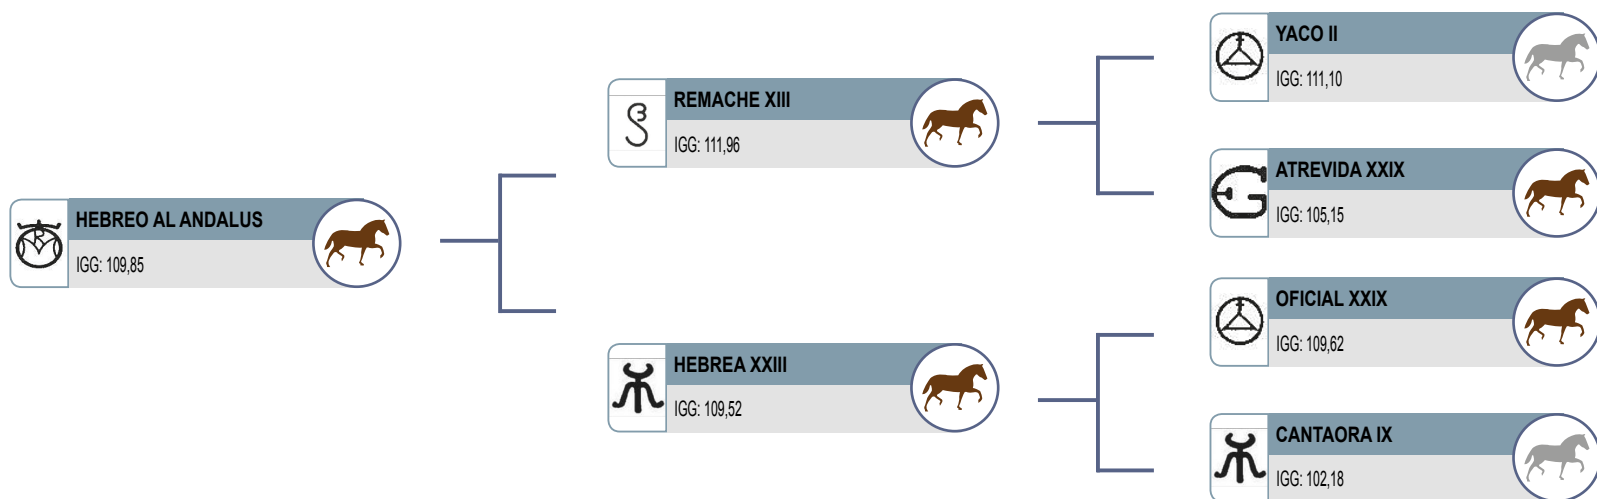 HEBREO AL ANDALUS
IGG: 109,85
REMACHE XIII
IGG: 111,96
HEBREA XXIII
IGG: 109,52
YACO II
IGG: 111,10
ATREVIDA XXIX
IGG: 105,15
OFICIAL XXIX
IGG: 109,62
CANTAORA IX
IGG: 102,18